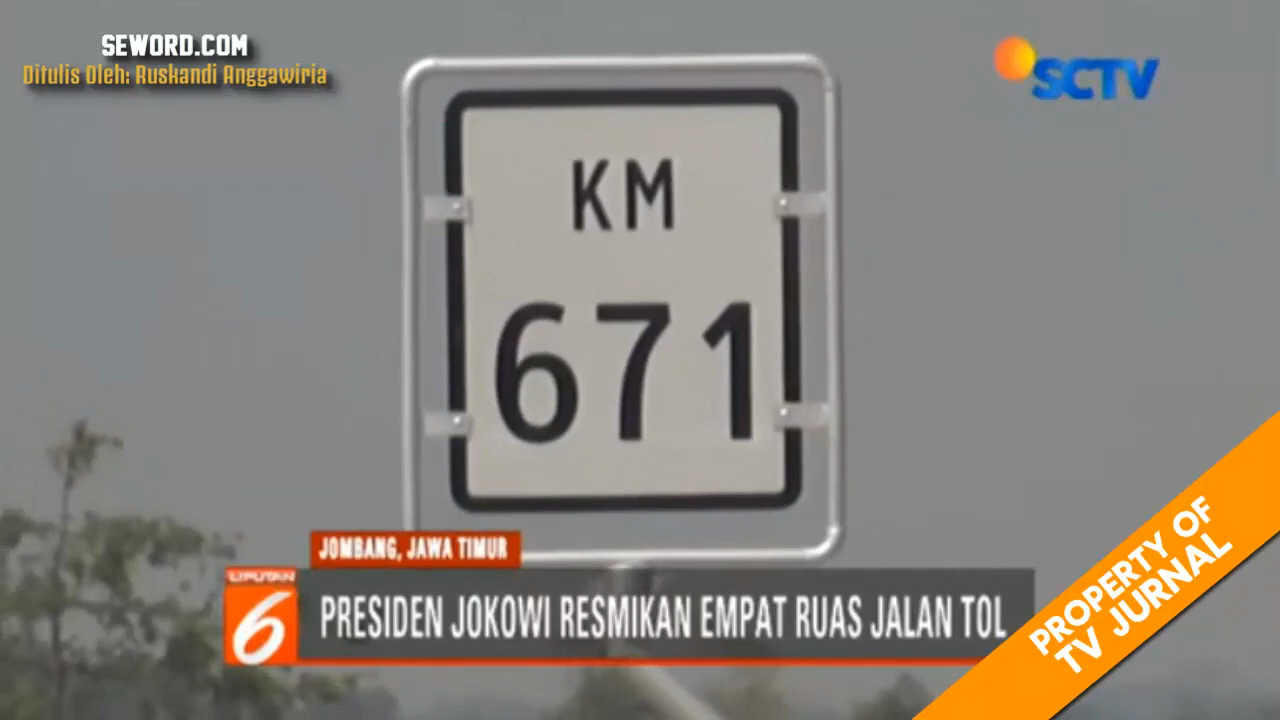 SEWORD.COM
Ditulis Oleh: Ruskandi Anggawiria
SCTV
KM
671
JOMBANG, JAWA TIMUR
LIPUTAN
6
PRESIDEN JOKOWI RESMIKAN EMPAT RUAS JALAN TOL
PROPERTY OF
TV JURNAL